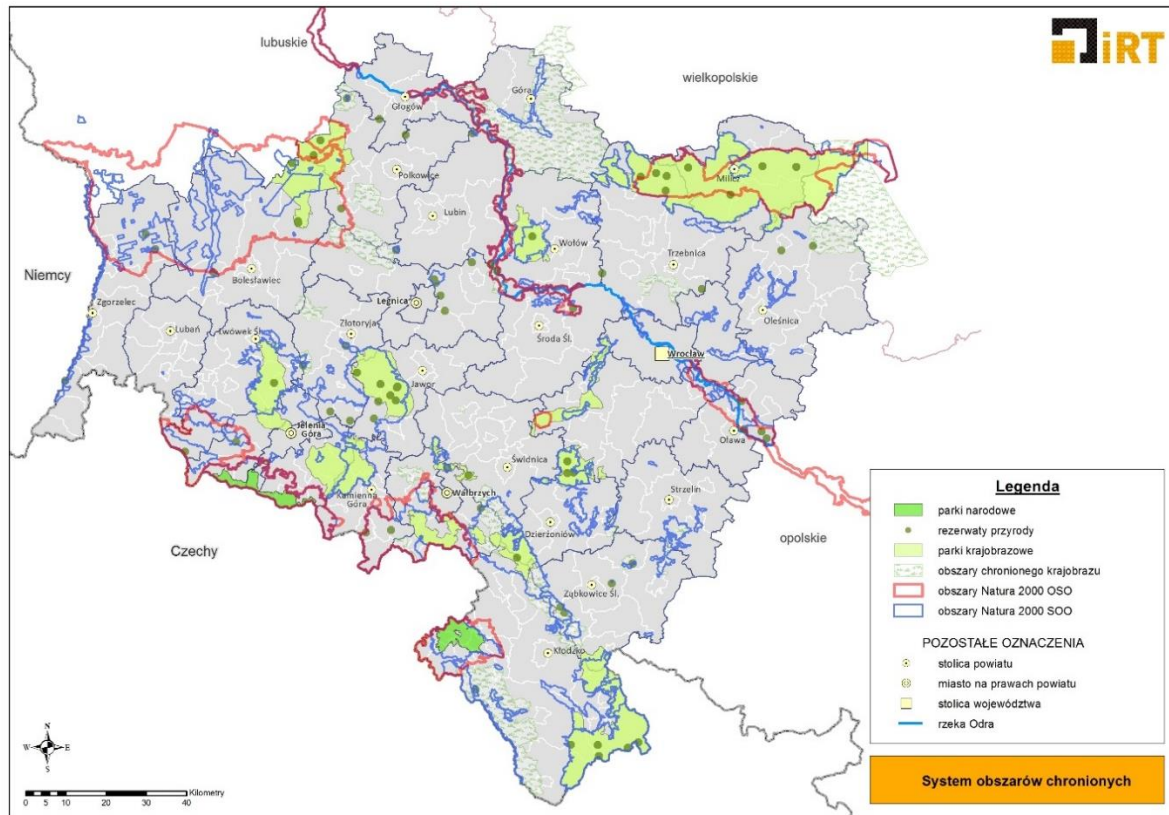 lubuskie
iRT
wielkopolskie
Głogów
Góra
Polkowice
Milicz
Lubin
Wołów
Trzebnica
Niemcy
Bolesławiec
Zgorzelec
Legnica
Oleśnica
Lubań
Lwówek Śl.
Złotoryja
Środa Śl.
Wrocław
Jawor
Jelenia
Góra
Oława
Świdnica
Kamienna
Góra
Wałbrzych
Strzelin
Dzierżoniów
Czechy
opolskie
Ząbkowice Śl.
Kłodzko
Legenda
parki narodowe
rezerwaty przyrody
parki krajobrazowe
obszary chronionego krajobrazu
obszary Natura 2000 OSO
obszary Natura 2000 SOO
POZOSTAŁE OZNACZENIA
stolica powiatu
miasto na prawach powiatu
stolica województwa
rzeka Odra
N
W E
S
Kilometry
0 5 10 20 30 40
System obszarów chronionych